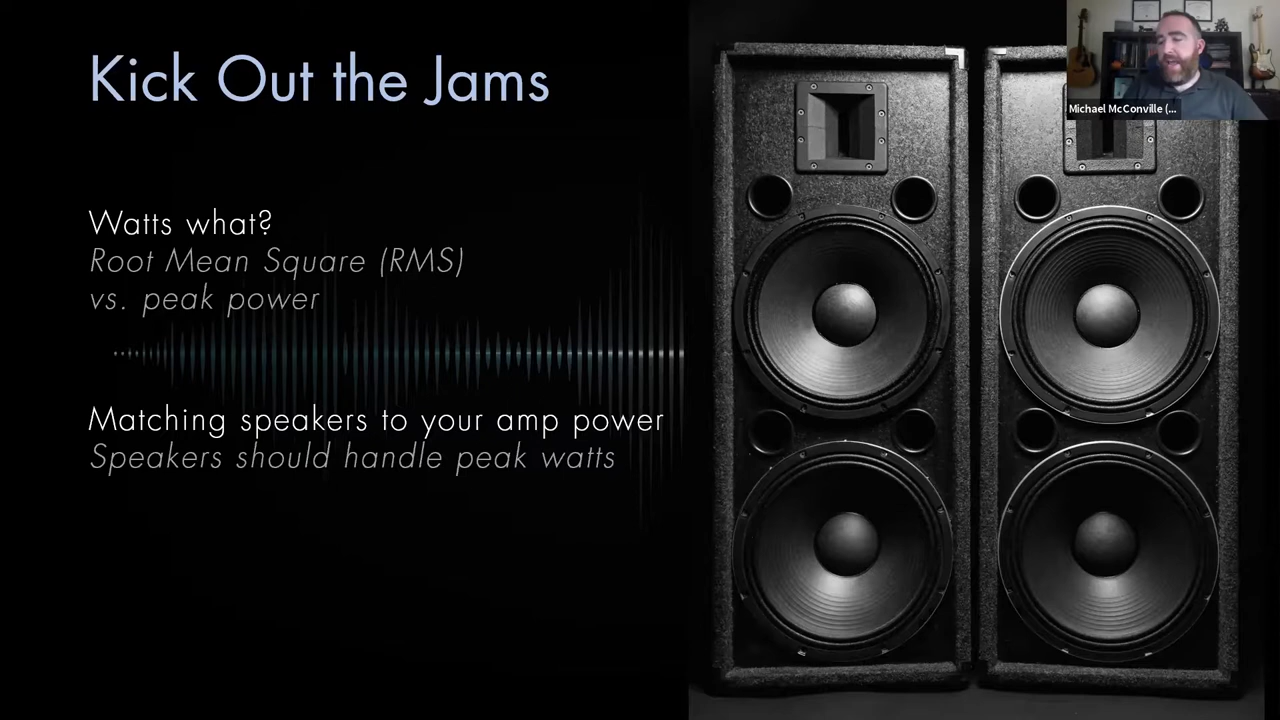 Kick Out the Jams
Watts what?
Root Mean Square (RMS)
vs. peak power
Matching speakers to your amp power
Speakers should handle peak watts
Michael McConville (...